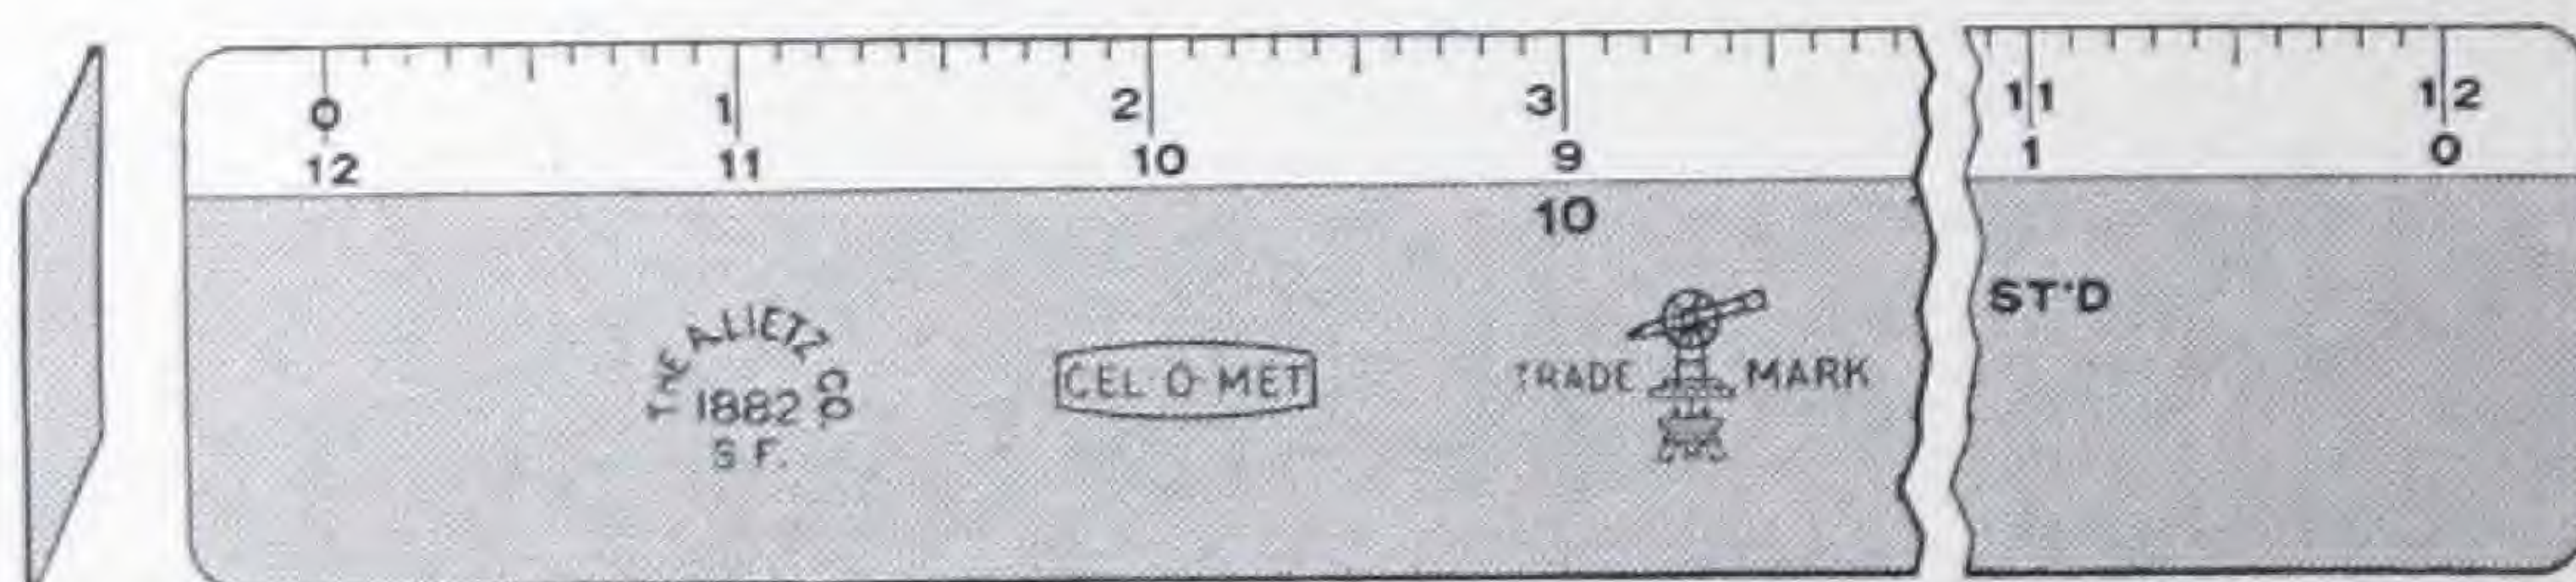 0 1 2 3 11 12
12 11 10 9 1 0
10
ST'D
THE A. LIETZ CO.
1882
S.F.
CEL-O-MET
TRADE MARK